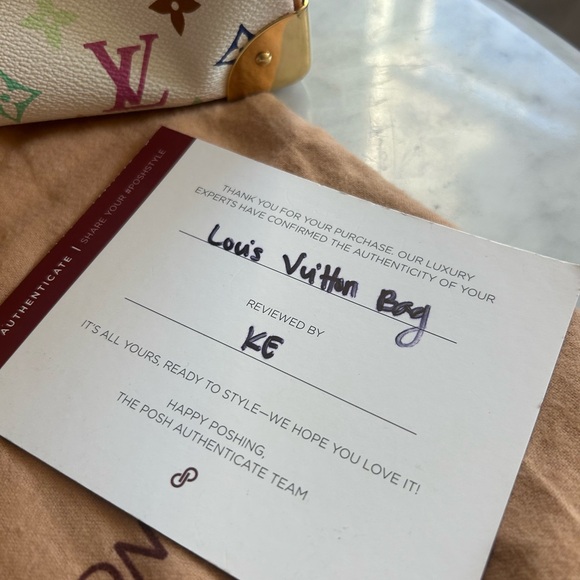 LV
AUTHENTICATE | SHARE YOUR #POSHSTYLE
THANK YOU FOR YOUR PURCHASE. OUR LUXURY
EXPERTS HAVE CONFIRMED THE AUTHENTICITY OF YOUR
Louis Vuitton Bag
REVIEWED BY
KE
IT'S ALL YOURS, READY TO STYLE—WE HOPE YOU LOVE IT!
HAPPY POSHING,
THE POSH AUTHENTICATE TEAM